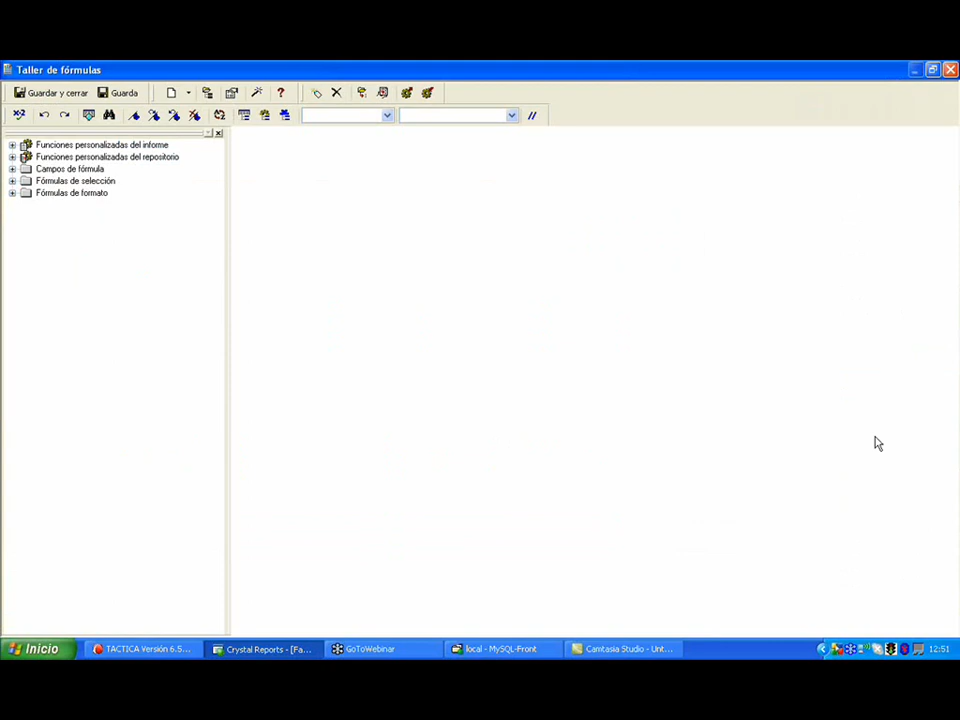 Taller de fórmulas
Guardar y cerrar Guarda
Funciones personalizadas del informe
Funciones personalizadas del repositorio
Campos de fórmula
Fórmulas de selección
Fórmulas de formato
Inicio TACTICA Versión 6.5... Crystal Reports - [Fa... GoToWebinar local - MySQL-Front Camtasia Studio - Unt... 12:51